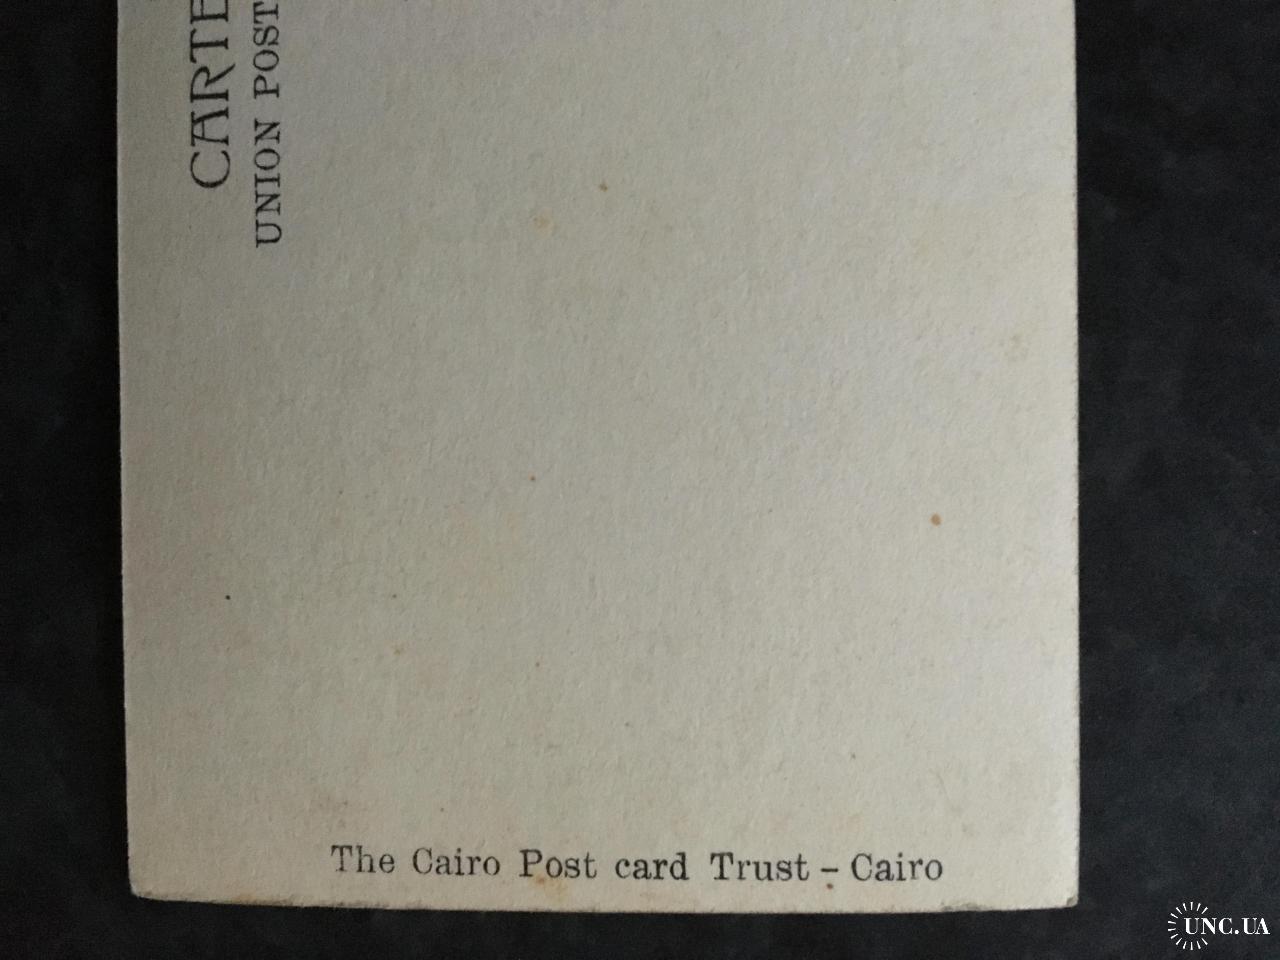 CARTE
UNION POST
The Cairo Post card Trust – Cairo
UNC.UA